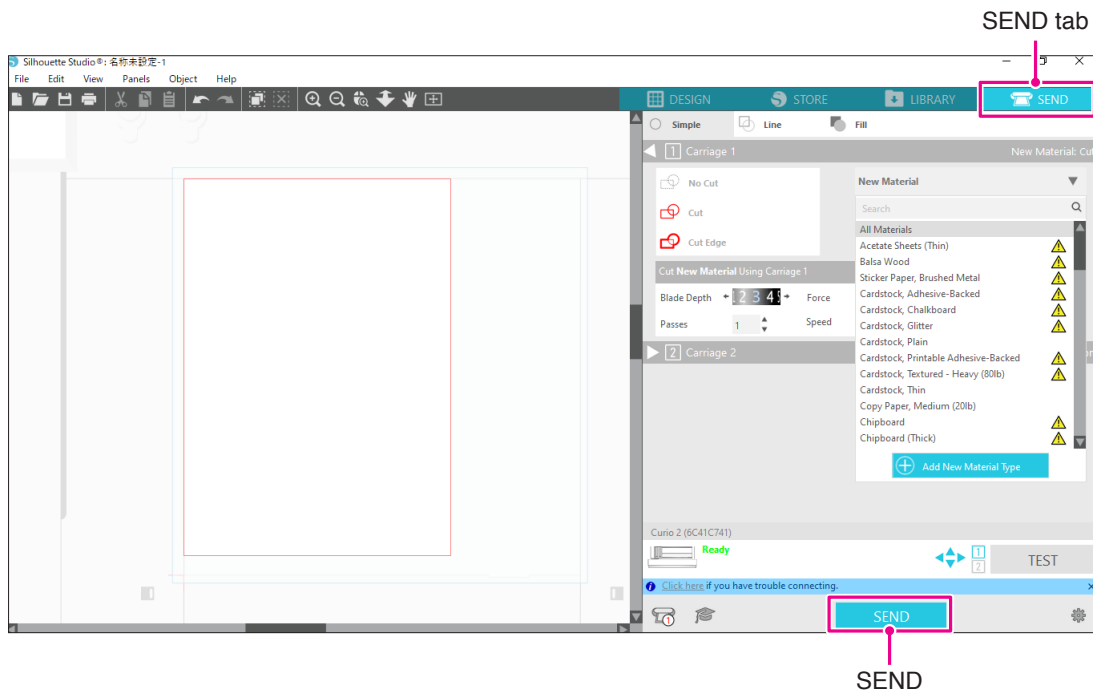 SEND tab
Silhouette Studio®: 名称未設定-1
File Edit View Panels Object Help
DESIGN STORE LIBRARY SEND
Simple Line Fill
1 Carriage 1 New Material: Cut
No Cut
Cut
Cut Edge
New Material
Search
All Materials
Acetate Sheets (Thin)
Balsa Wood
Sticker Paper, Brushed Metal
Cardstock, Adhesive-Backed
Cardstock, Chalkboard
Cardstock, Glitter
Cardstock, Plain
Cardstock, Printable Adhesive-Backed
Cardstock, Textured - Heavy (80lb)
Cardstock, Thin
Copy Paper, Medium (20lb)
Chipboard
Chipboard (Thick)
Add New Material Type
Cut New Material Using Carriage 1
Blade Depth 2 3 4 Force
Passes 1 Speed
2 Carriage 2
Curio 2 (6C41C741)
Ready
1
2
TEST
Click here if you have trouble connecting.
1
SEND
SEND